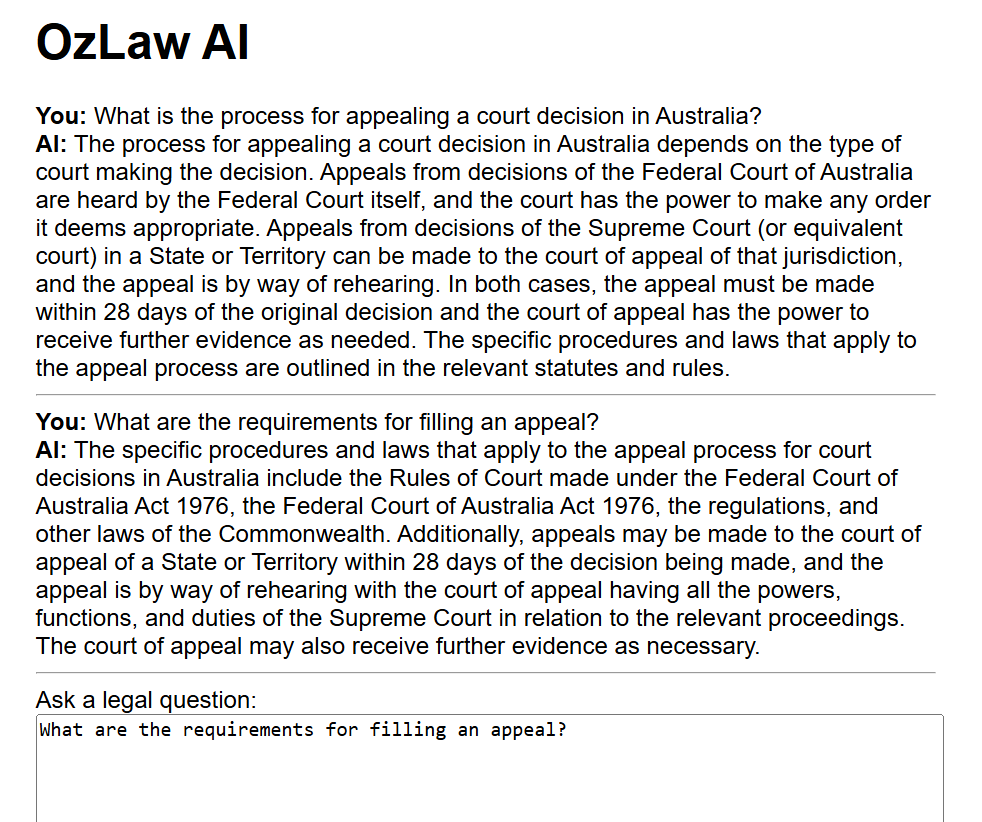 OzLaw AI
You: What is the process for appealing a court decision in Australia?
AI: The process for appealing a court decision in Australia depends on the type of
court making the decision. Appeals from decisions of the Federal Court of Australia
are heard by the Federal Court itself, and the court has the power to make any order
it deems appropriate. Appeals from decisions of the Supreme Court (or equivalent
court) in a State or Territory can be made to the court of appeal of that jurisdiction,
and the appeal is by way of rehearing. In both cases, the appeal must be made
within 28 days of the original decision and the court of appeal has the power to
receive further evidence as needed. The specific procedures and laws that apply to
the appeal process are outlined in the relevant statutes and rules.
You: What are the requirements for filling an appeal?
AI: The specific procedures and laws that apply to the appeal process for court
decisions in Australia include the Rules of Court made under the Federal Court of
Australia Act 1976, the Federal Court of Australia Act 1976, the regulations, and
other laws of the Commonwealth. Additionally, appeals may be made to the court of
appeal of a State or Territory within 28 days of the decision being made, and the
appeal is by way of rehearing with the court of appeal having all the powers,
functions, and duties of the Supreme Court in relation to the relevant proceedings.
The court of appeal may also receive further evidence as necessary.
Ask a legal question:
What are the requirements for filling an appeal?